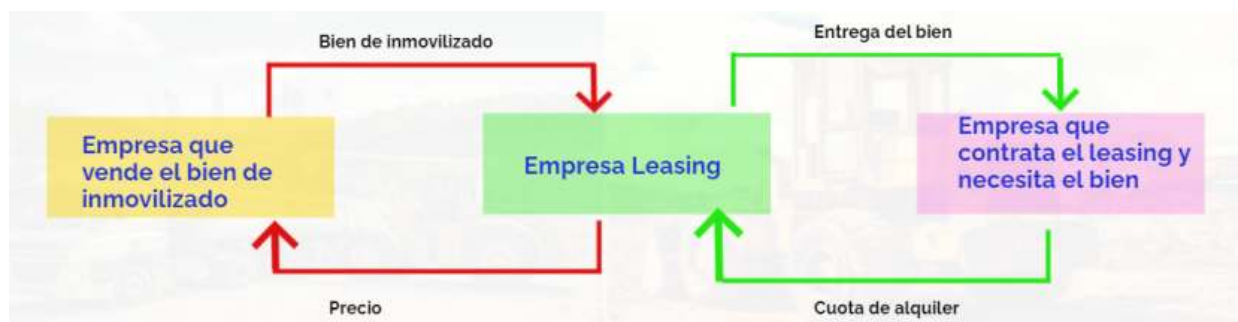 Bien de inmovilizado
Entrega del bien
Empresa que
vende el bien de
inmovilizado
Empresa Leasing
Empresa que
contrata el leasing y
necesita el bien
Precio
Cuota de alquiler